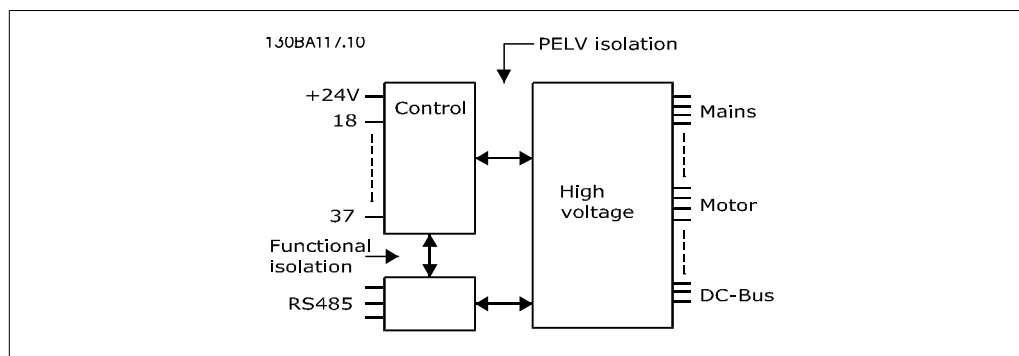 130BA117.10
PELV isolation
+24V
Control
18
Mains
High
voltage
37
Motor
Functional
isolation
RS485
DC-Bus